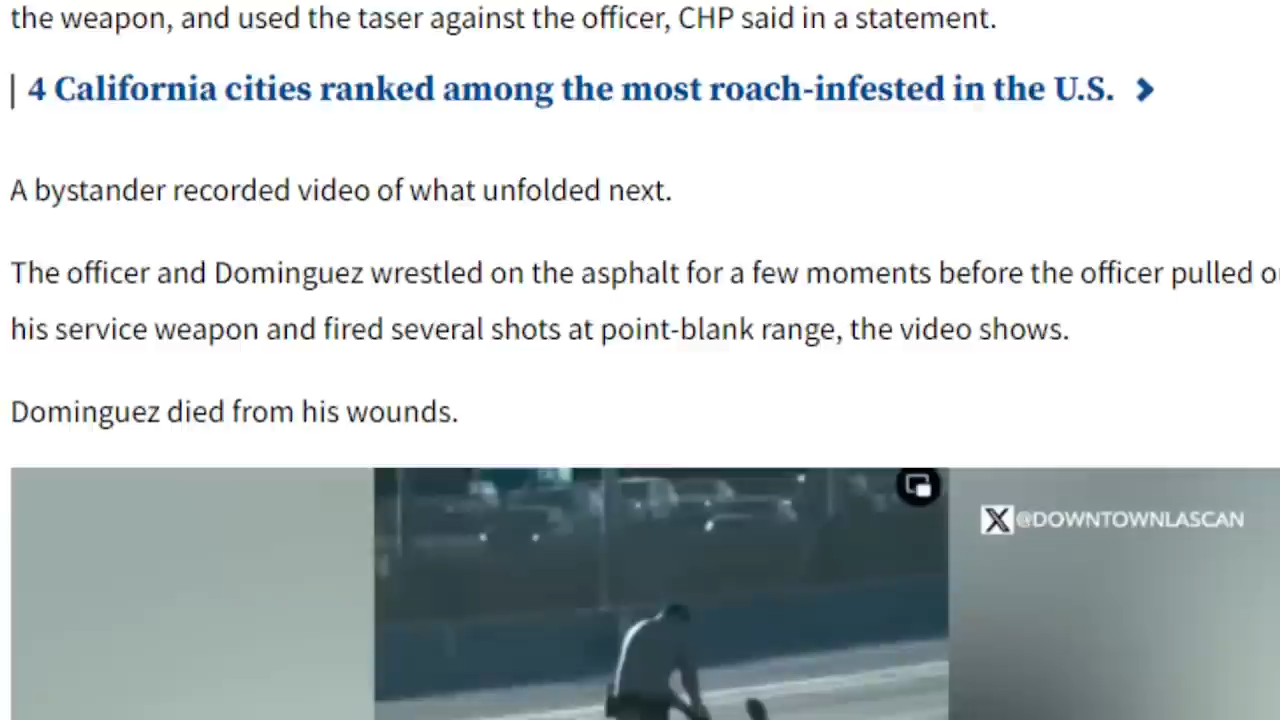 the weapon, and used the taser against the officer, CHP said in a statement.
| 4 California cities ranked among the most roach-infested in the U.S.
A bystander recorded video of what unfolded next.
The officer and Dominguez wrestled on the asphalt for a few moments before the officer pulled
his service weapon and fired several shots at point-blank range, the video shows.
Dominguez died from his wounds.
X @DOWNTOWNLASCAN